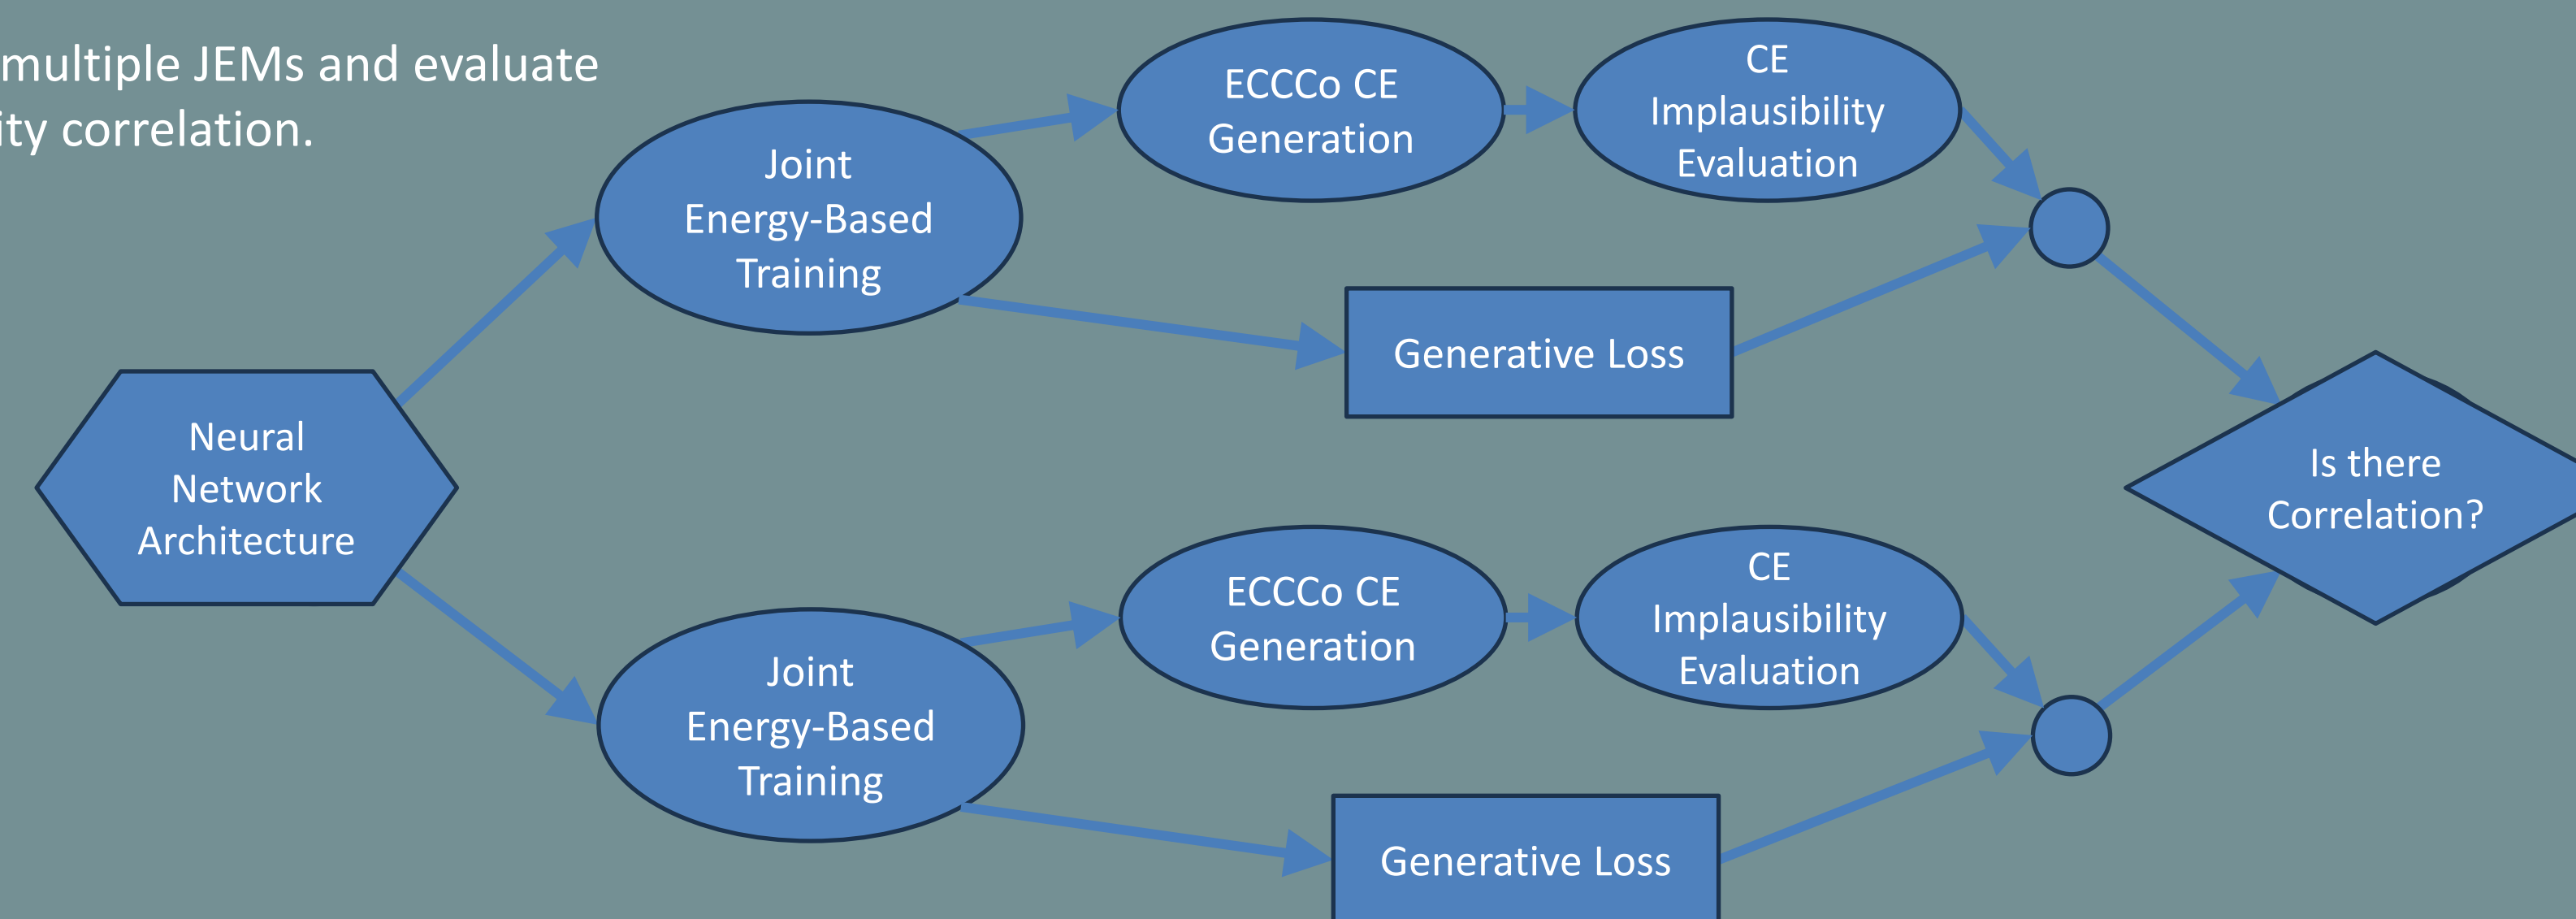 multiple JEMs and evaluate
ity correlation.
ECCCo CE
Generation
CE
Implausibility
Evaluation
Joint
Energy-Based
Training
Generative Loss
Neural
Network
Architecture
Is there
Correlation?
ECCCo CE
Generation
CE
Implausibility
Evaluation
Joint
Energy-Based
Training
Generative Loss